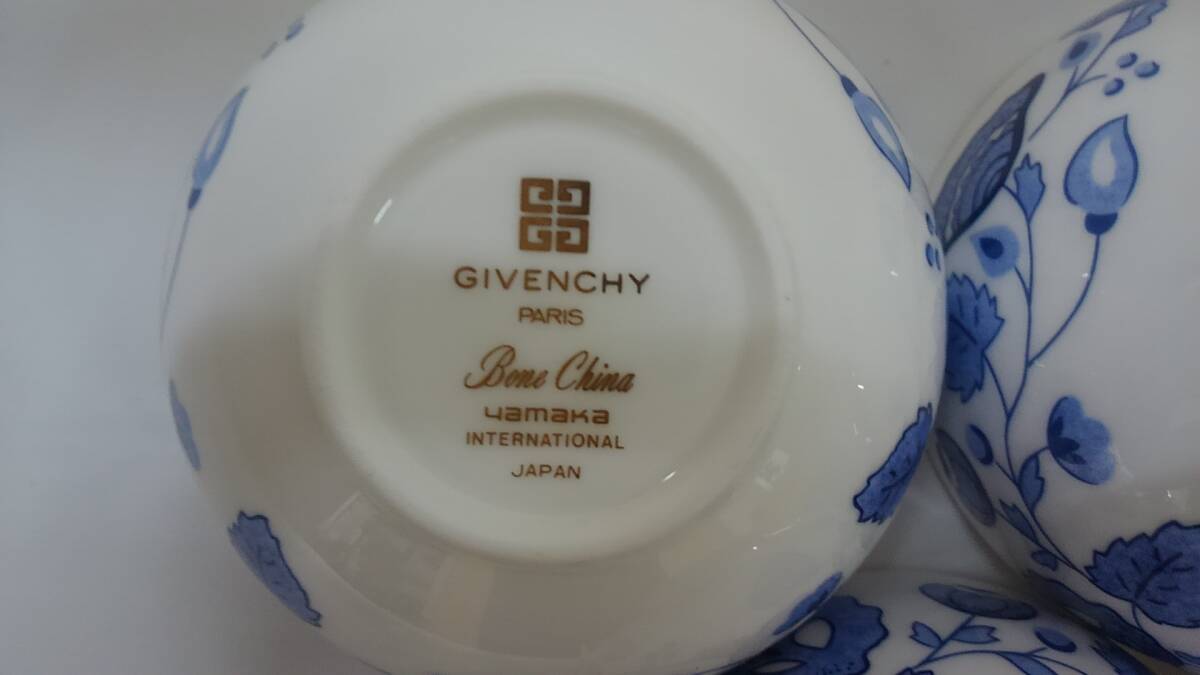 GIVENCHY
PARIS
Bone China
yamaka
INTERNATIONAL
JAPAN